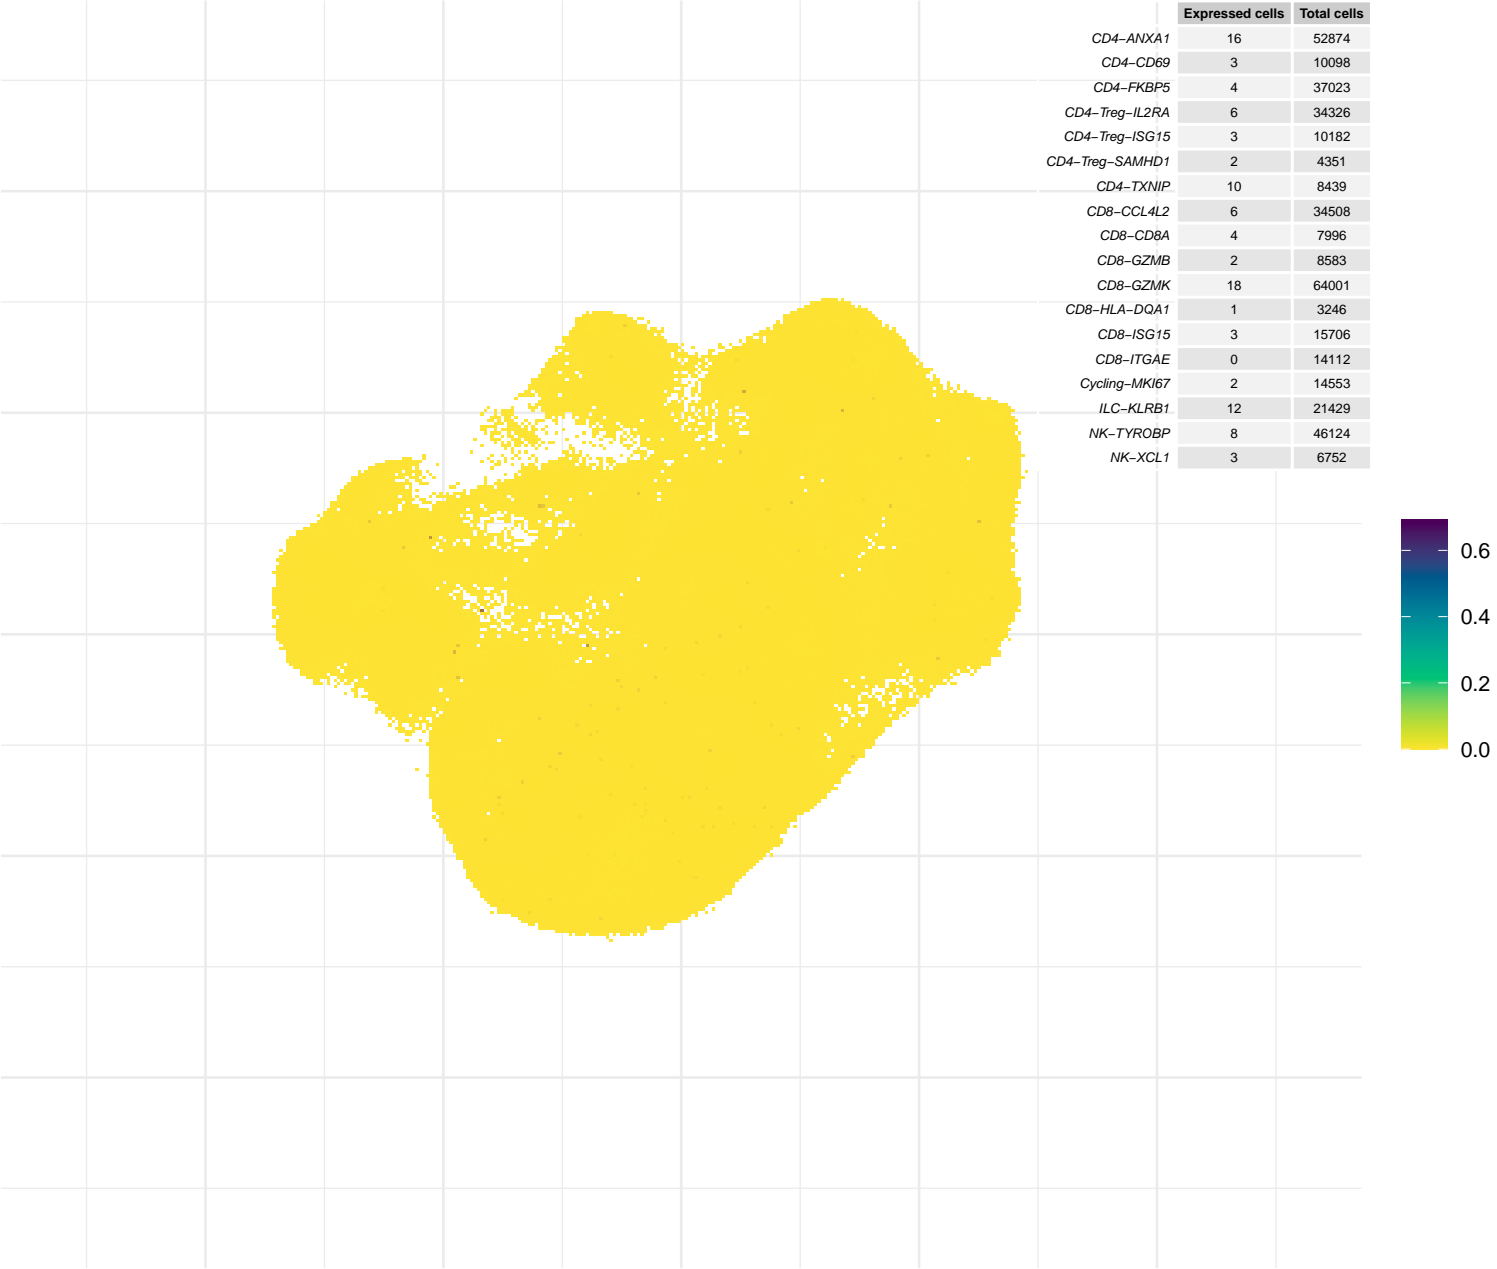 Expressed cells Total cells
CD4−ANXA1 16 52874
CD4−CD69 3 10098
CD4−FKBP5 4 37023
CD4−Treg−IL2RA 6 34326
CD4−Treg−ISG15 3 10182
CD4−Treg−SAMHD1 2 4351
CD4−TXNIP 10 8439
CD8−CCL4L2 6 34508
CD8−CD8A 4 7996
CD8−GZMB 2 8583
CD8−GZMK 18 64001
CD8−HLA−DQA1 1 3246
CD8−ISG15 3 15706
CD8−ITGAE 0 14112
Cycling−MKI67 2 14553
ILC−KLRB1 12 21429
NK−TYROBP 8 46124
NK−XCL1 3 6752
0.6
0.4
0.2
0.0